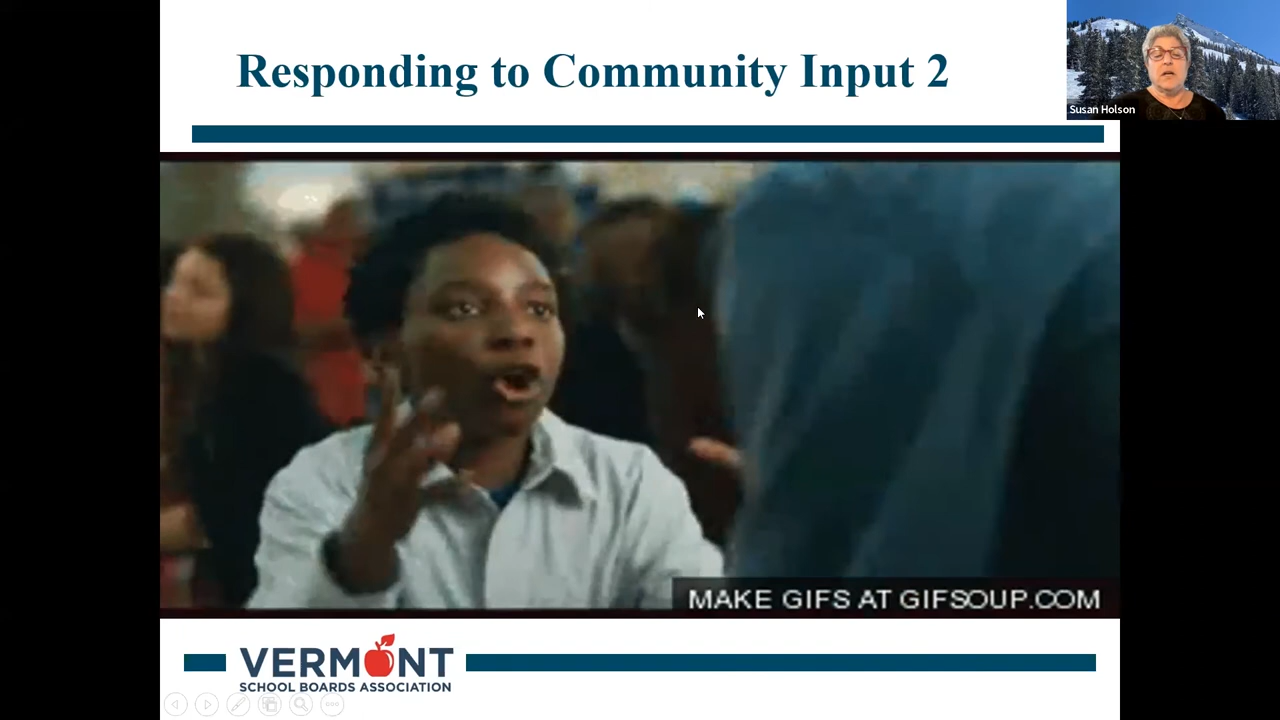 Responding to Community Input 2
Susan Holson
MAKE GIFS AT GIFSOUP.COM
VERMONT
SCHOOL BOARDS ASSOCIATION